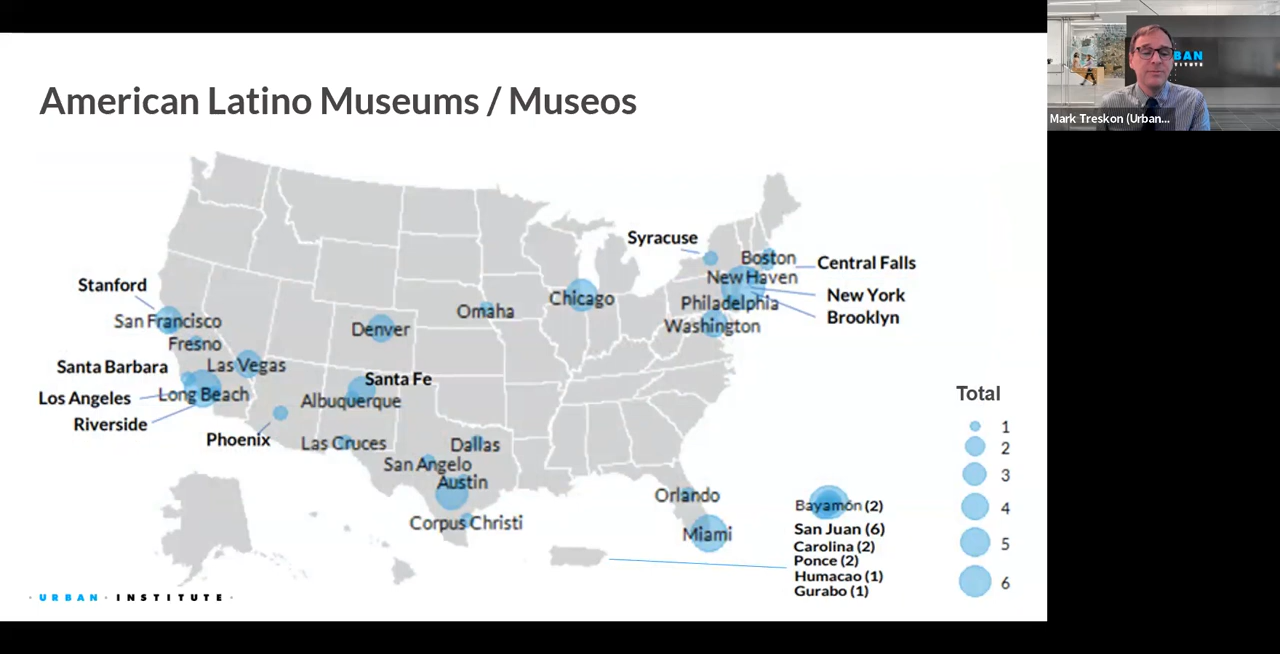 American Latino Museums / Museos
BAN
Mark Treskon (Urban...
Syracuse
Boston
Central Falls
New Haven
Stanford
New York
Chicago
Philadelphia
Omaha
Brooklyn
San Francisco
Washington
Denver
Fresno
Santa Barbara
Las Vegas
Santa Fe
Los Angeles
Long Beach
Albuquerque
Riverside
Phoenix
Las Cruces
Dallas
San Angelo
Austin
Orlando
Corpus Christi
Miami
Bayamón (2)
San Juan (6)
Carolina (2)
Ponce (2)
Humacao (1)
Gurabo (1)
Total
1
2
3
4
5
6
· URBAN · INSTITUTE ·